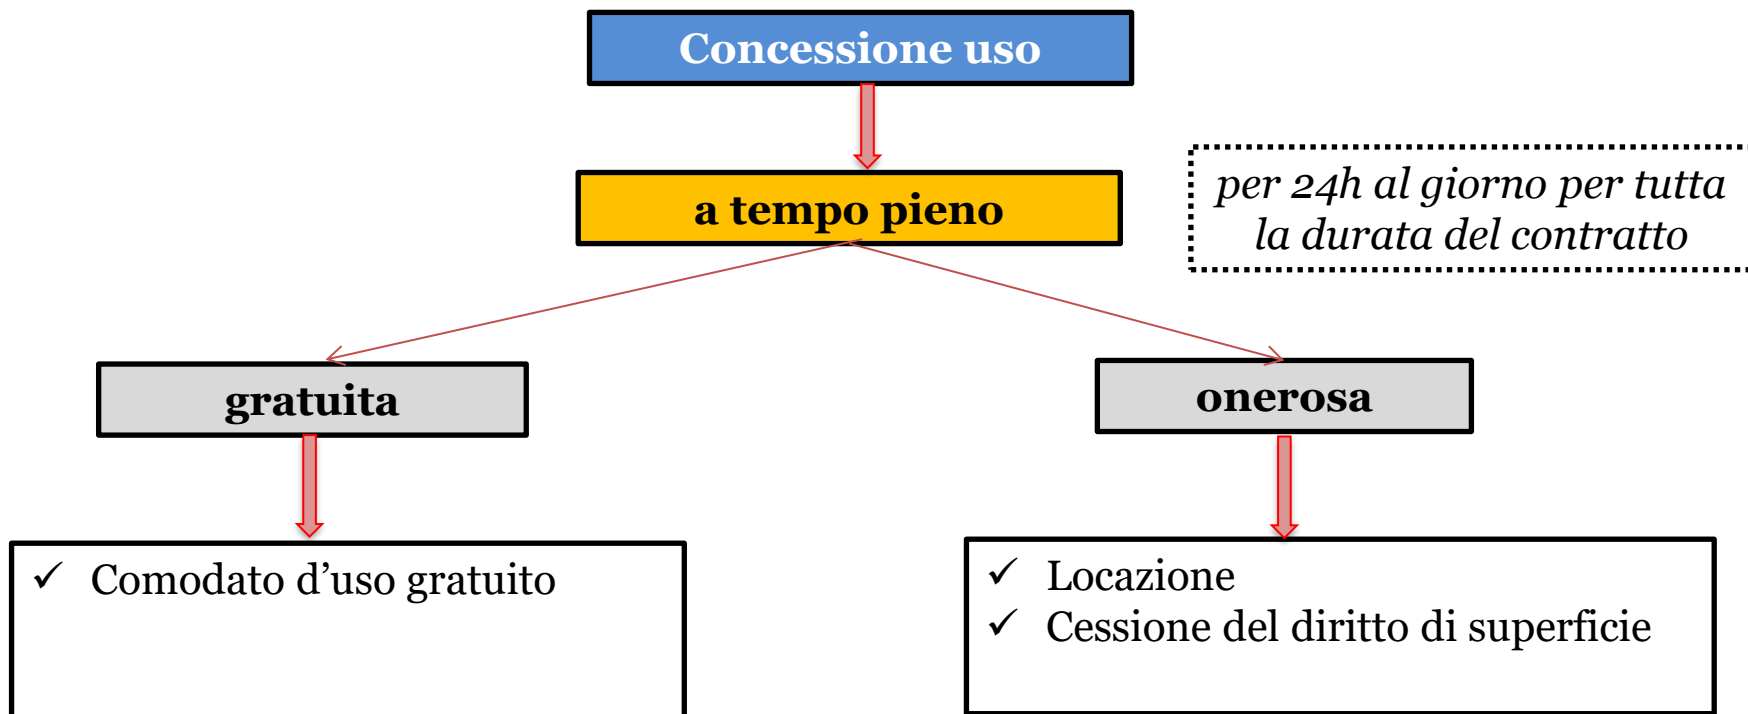 Concessione uso
a tempo pieno
per 24h al giorno per tutta
la durata del contratto
gratuita
onerosa
✓ Comodato d’uso gratuito
✓ Locazione
✓ Cessione del diritto di superficie